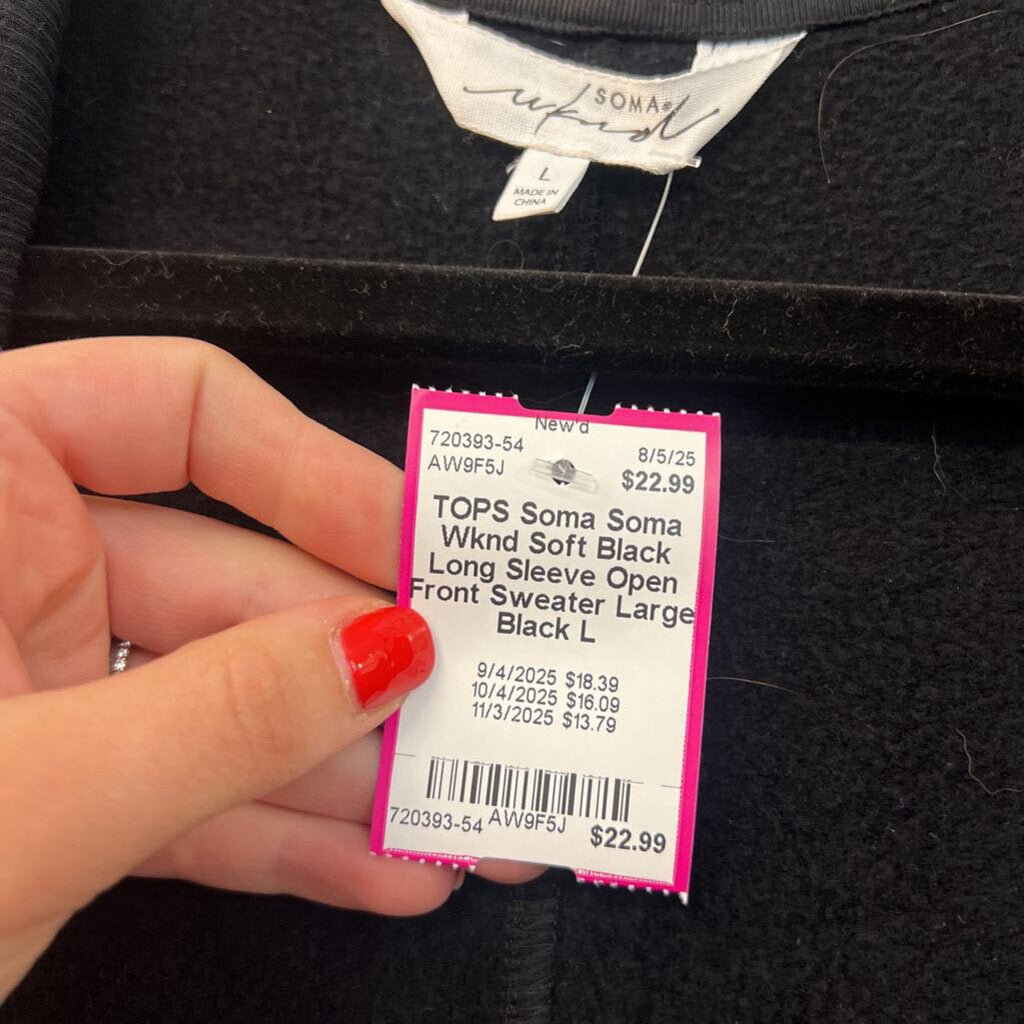 SOMA®
wknd
L
MADE IN
CHINA
New'd
720393-54
8/5/25
AW9F5J
$22.99
TOPS Soma Soma
Wknd Soft Black
Long Sleeve Open
Front Sweater Large
Black L
9/4/2025 $18.39
10/4/2025 $16.09
11/3/2025 $13.79
720393-54 AW9F5J $22.99